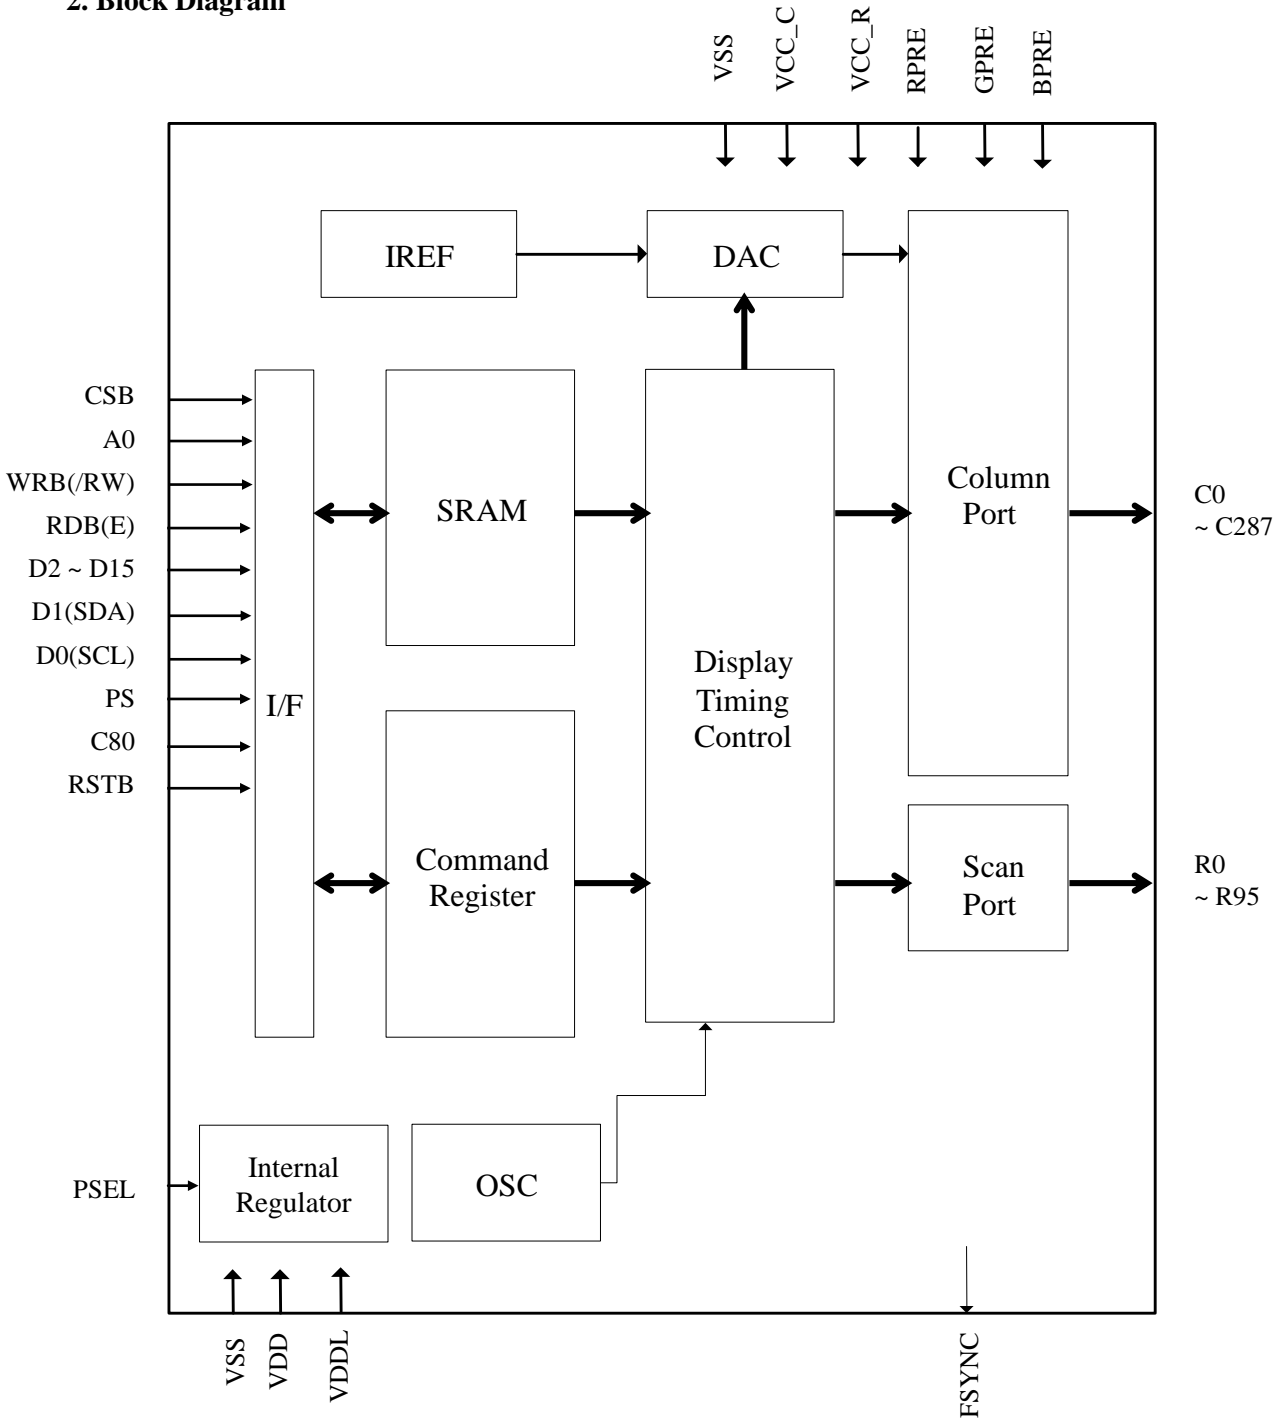 2. Block Diagram
VSS
VCC_C
VCC_R
RPRE
GPRE
BPRE
IREF
DAC
CSB
A0
WRB(/RW)
RDB(E)
D2 ~ D15
D1(SDA)
D0(SCL)
PS
C80
RSTB
I/F
SRAM
Command
Register
Display
Timing
Control
Column
Port
C0
~ C287
Scan
Port
R0
~ R95
PSEL
Internal
Regulator
OSC
VSS
VDD
VDDL
FSYNC